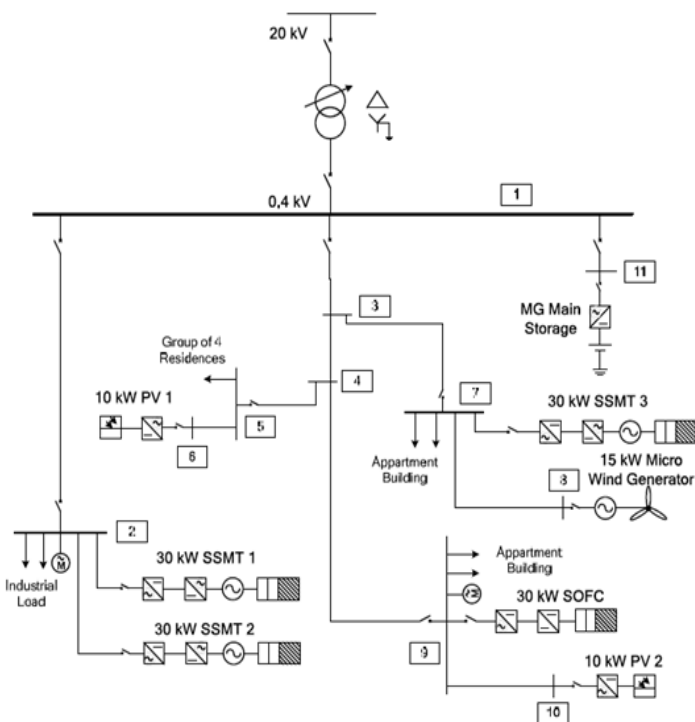 20 kV
0,4 kV
1
11
MG Main
Storage
3
Group of 4
Residences
4
10 kW PV 1
5
6
7
30 kW SSMT 3
Appartment
Building
8
15 kW Micro
Wind Generator
2
M
Industrial
Load
30 kW SSMT 1
30 kW SSMT 2
Appartment
Building
30 kW SOFC
9
10 kW PV 2
10